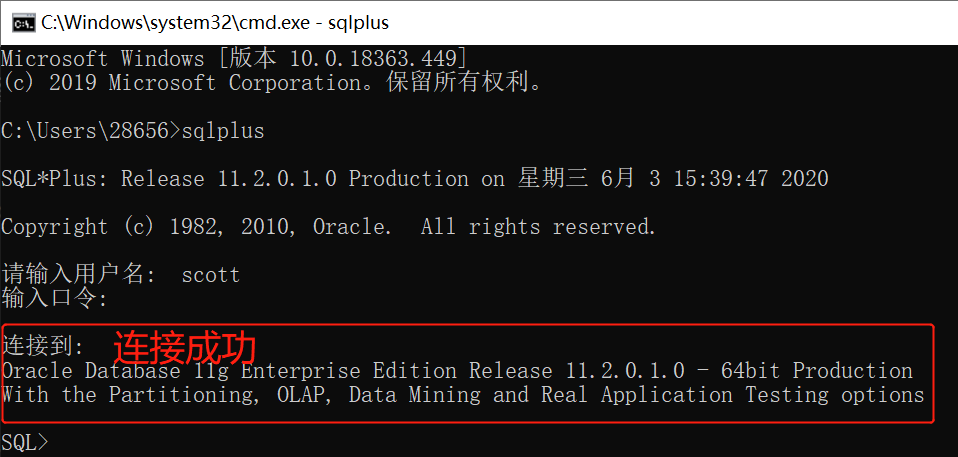 C:\Windows\system32\cmd.exe - sqlplus
Microsoft Windows [版本 10.0.18363.449]
(c) 2019 Microsoft Corporation。保留所有权利。
C:\Users\28656>sqlplus
SQL*Plus: Release 11.2.0.1.0 Production on 星期三 6月 3 15:39:47 2020
Copyright (c) 1982, 2010, Oracle.  All rights reserved.
请输入用户名:  scott
输入口令:
连接到: 连接成功
Oracle Database 11g Enterprise Edition Release 11.2.0.1.0 - 64bit Production
With the Partitioning, OLAP, Data Mining and Real Application Testing options
SQL>